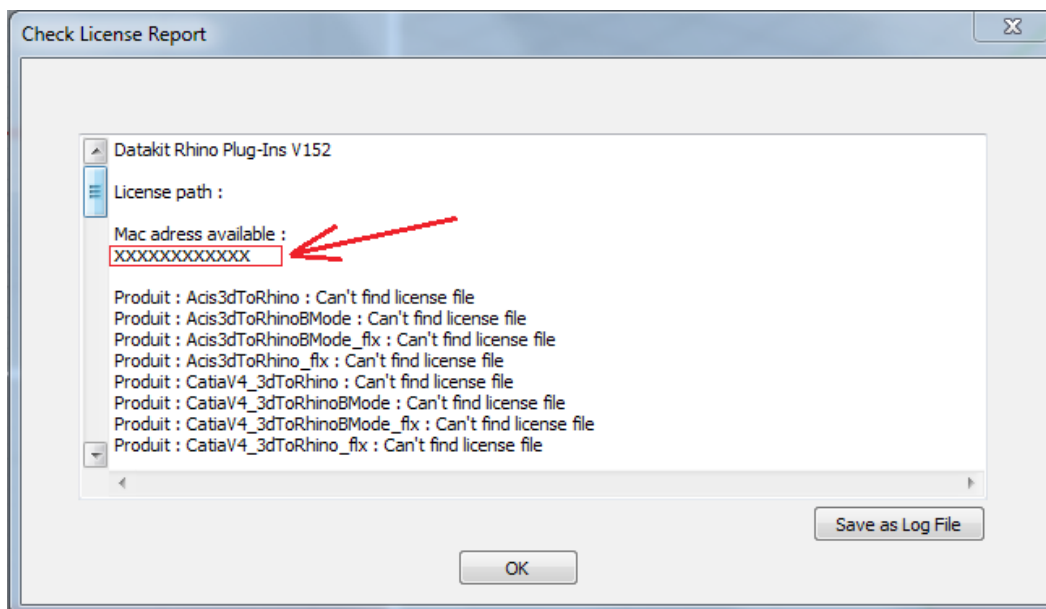 Check License Report
Datakit Rhino Plug-Ins V152
License path :
Mac adress available :
XXXXXXXXXXXX
Produit : Acis3dToRhino : Can't find license file
Produit : Acis3dToRhinoBMode : Can't find license file
Produit : Acis3dToRhinoBMode_flx : Can't find license file
Produit : Acis3dToRhino_flx : Can't find license file
Produit : CatiaV4_3dToRhino : Can't find license file
Produit : CatiaV4_3dToRhinoBMode : Can't find license file
Produit : CatiaV4_3dToRhinoBMode_flx : Can't find license file
Produit : CatiaV4_3dToRhino_flx : Can't find license file
Save as Log File
OK